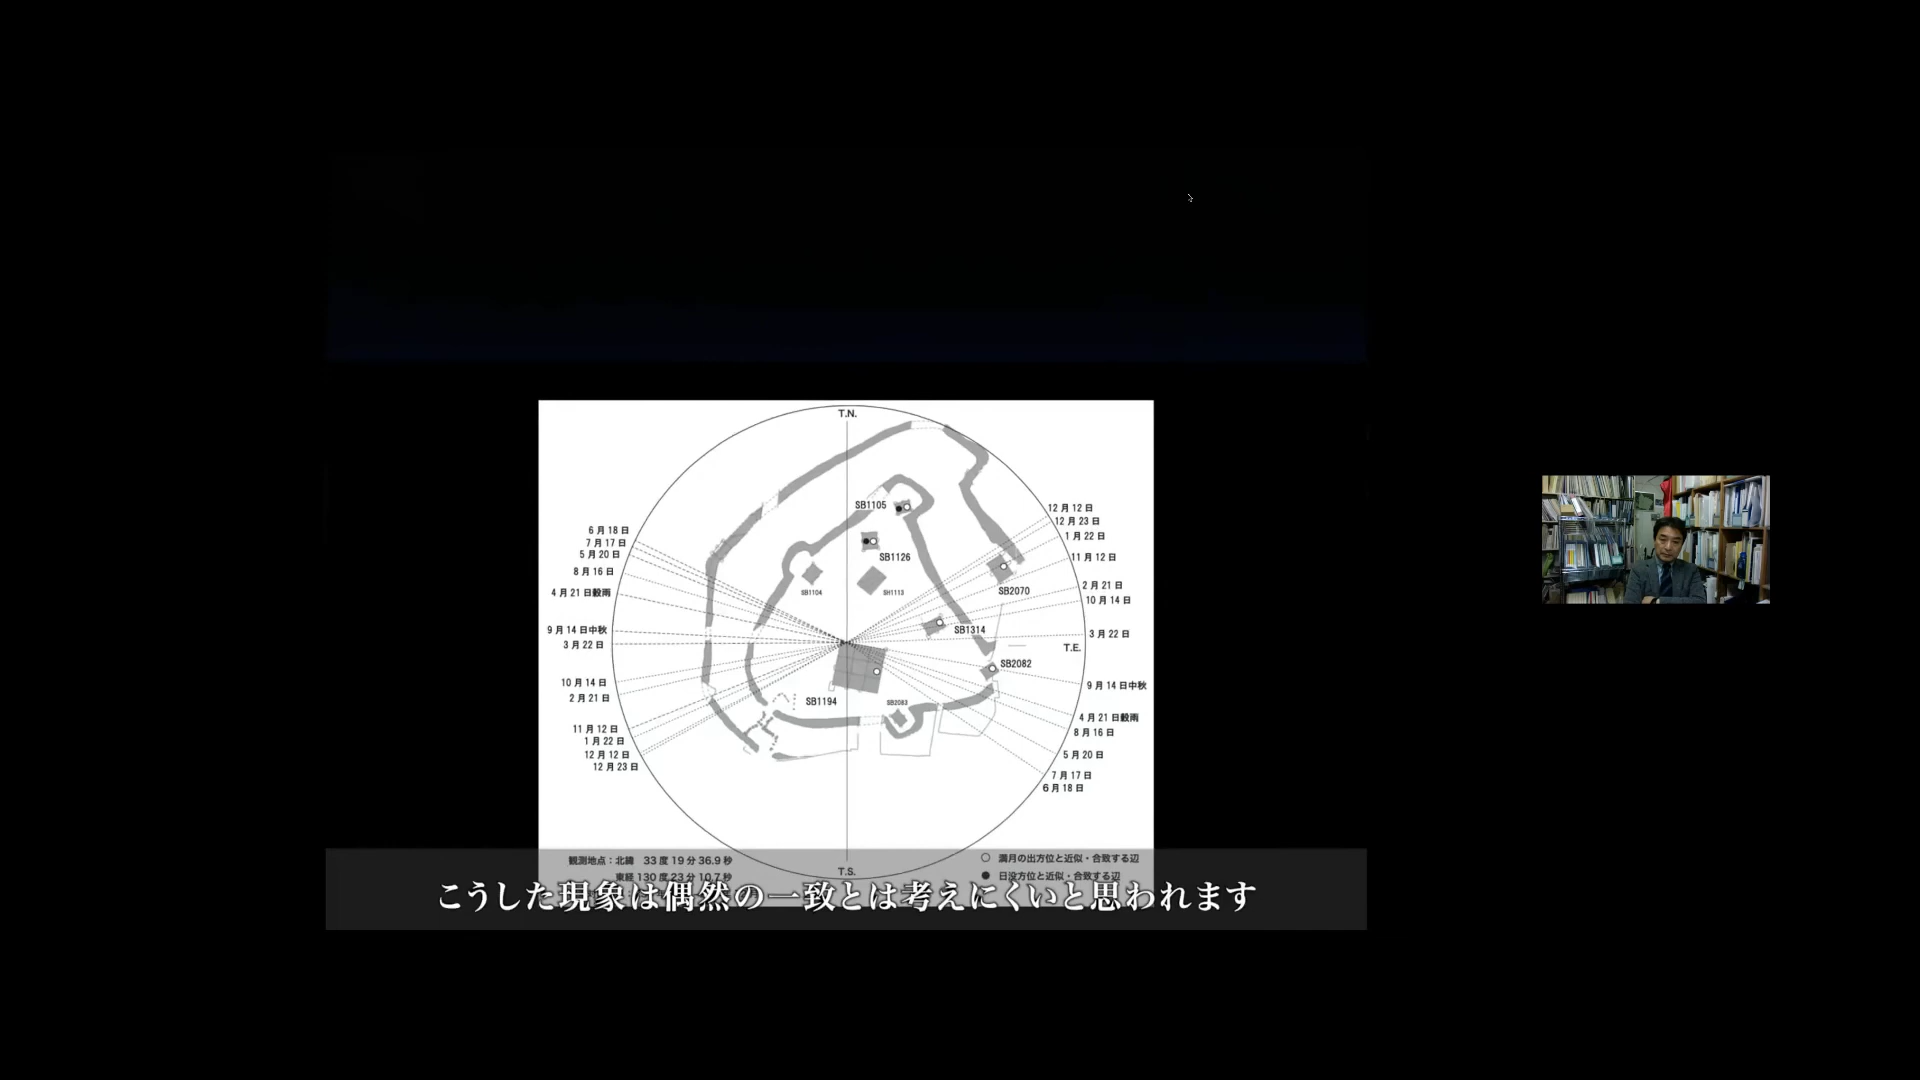 T.N.
SB1105
SB1126
SB1104
SH1113
SB2070
SB1314
SB2082
SB1194
SB2083
6月18日
7月17日
5月20日
8月16日
4月21日穀雨
9月14日中秋
3月22日
10月14日
2月21日
11月12日
1月22日
12月12日
12月23日
12月12日
12月23日
1月22日
11月12日
2月21日
10月14日
3月22日
T.E.
9月14日中秋
4月21日穀雨
8月16日
5月20日
7月17日
6月18日
T.S.
観測地点：北緯 33度19分36.9秒
東経130度23分10.7秒
○ 満月の出方位と近似・合致する辺
● 日没方位と近似・合致する辺
こうした現象は偶然の一致とは考えにくいと思われます